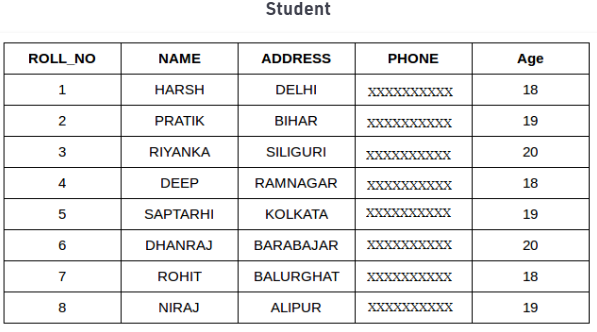 Student
ROLL_NO NAME ADDRESS PHONE Age
1 HARSH DELHI XXXXXXXXXX 18
2 PRATIK BIHAR XXXXXXXXXX 19
3 RIYANKA SILIGURI XXXXXXXXXX 20
4 DEEP RAMNAGAR XXXXXXXXXX 18
5 SAPTARHI KOLKATA XXXXXXXXXX 19
6 DHANRAJ BARABAJAR XXXXXXXXXX 20
7 ROHIT BALURGHAT XXXXXXXXXX 18
8 NIRAJ ALIPUR XXXXXXXXXX 19